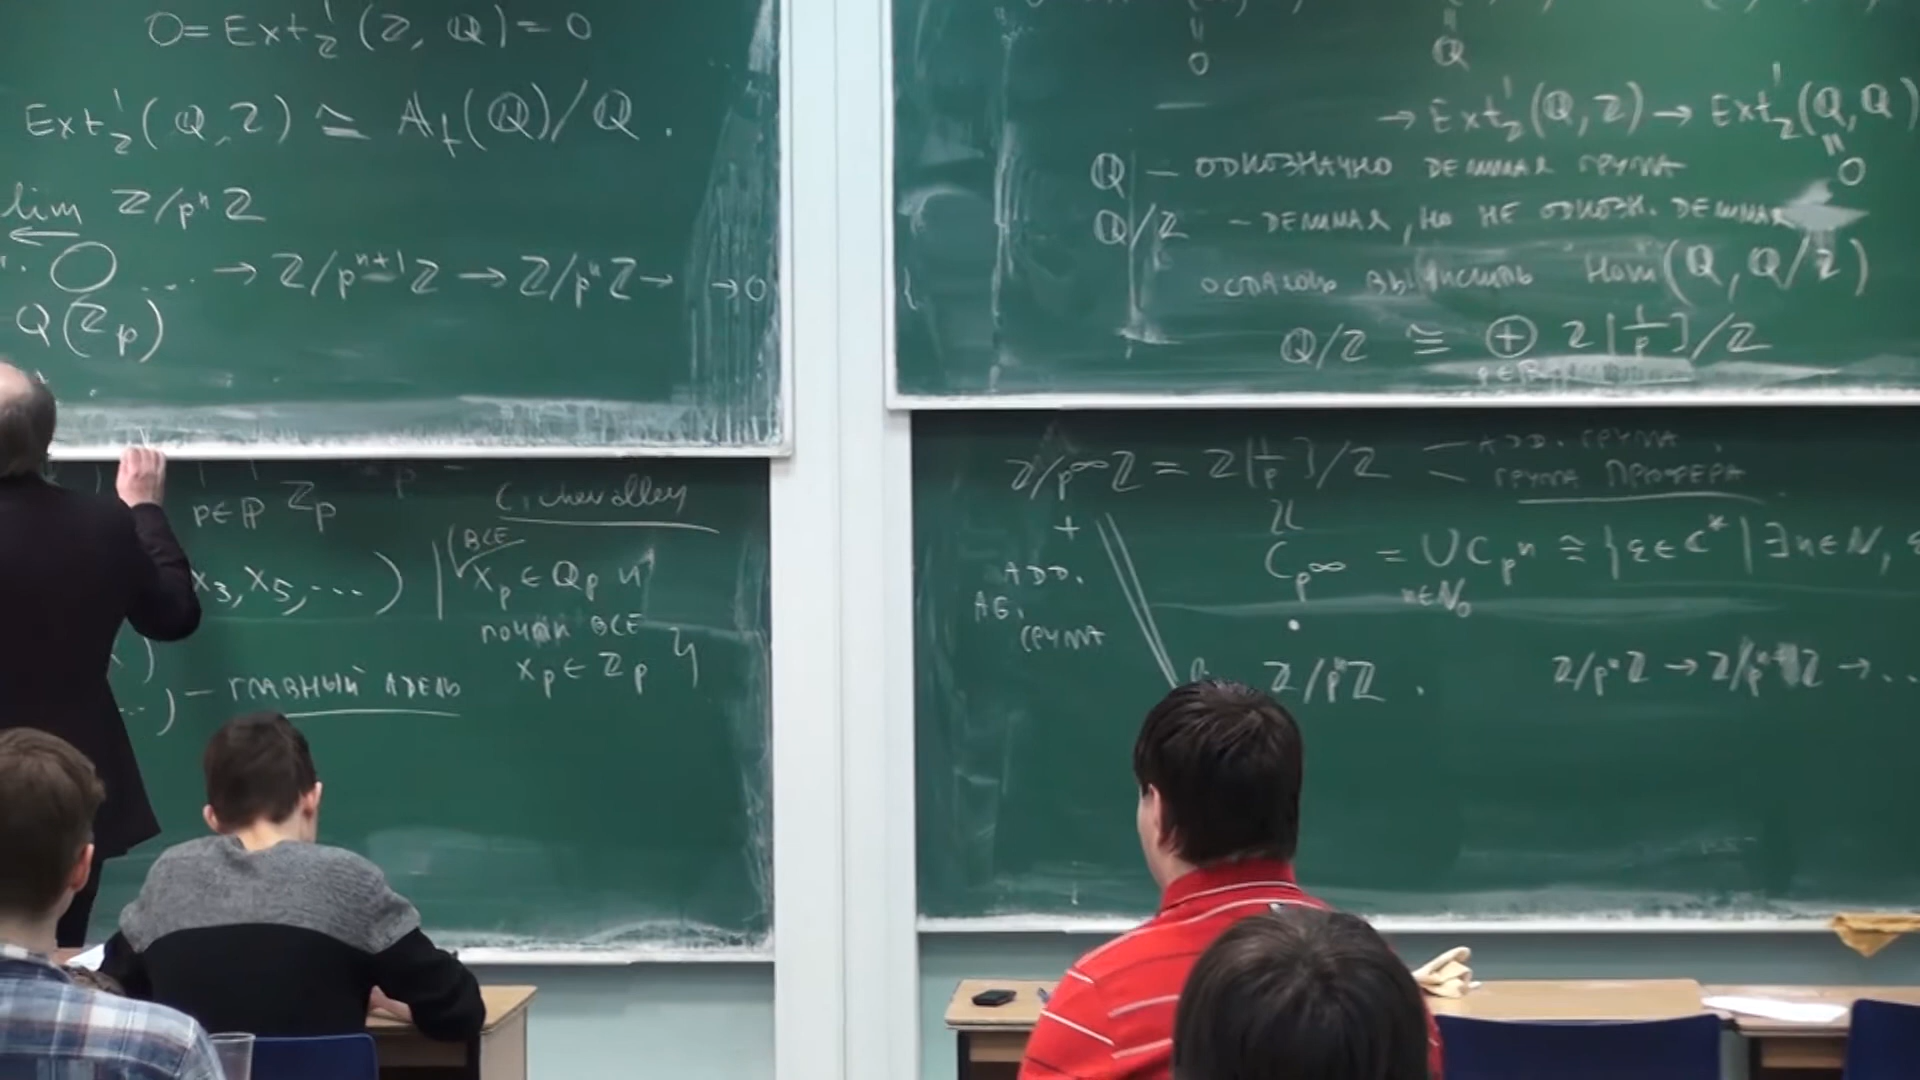 0 = Ext¹_Z (Z, Q) = 0
Ext¹_Z (Q, Z) ≅ A_f(Q)/Q.
lim Z/pⁿZ
←
... → Z/pⁿ⁺¹Z → Z/pⁿZ → → 0
Q(Z_p)
p∈ℙ Z_p
C. Chevalley
x₃, x₅, ...) | ВСЕ
x_p ∈ Q_p и
почти ВСЕ
x_p ∈ Z_p }
...) — ГЛАВНЫЙ АДЕЛЬ
0
Q
→ Ext¹_Z (Q, Z) → Ext¹_Z (Q, Q)
0
Q — ОДНОЗНАЧНО ДЕЛИМАЯ ГРУППА
Q/Z — ДЕЛИМАЯ, НО НЕ ОДНОЗН. ДЕЛИМАЯ
ОСТАЛОСЬ ВЫЧИСЛИТЬ Hom(Q, Q/Z)
Q/Z ≅ ⊕ Z[1/p]/Z
p∈ℙ
Z/p^∞Z = Z[1/p]/Z — АДД. ГРУППА
— ГРУППА ПРЮФЕРА
+
АДД.
АБ.
ГРУППА
C_p^∞ = ∪ C_pⁿ ≅ {ε∈C* | ∃n∈N,
n∈N₀
Z/pⁿZ.
Z/pⁿZ → Z/pⁿ⁺¹Z → ...